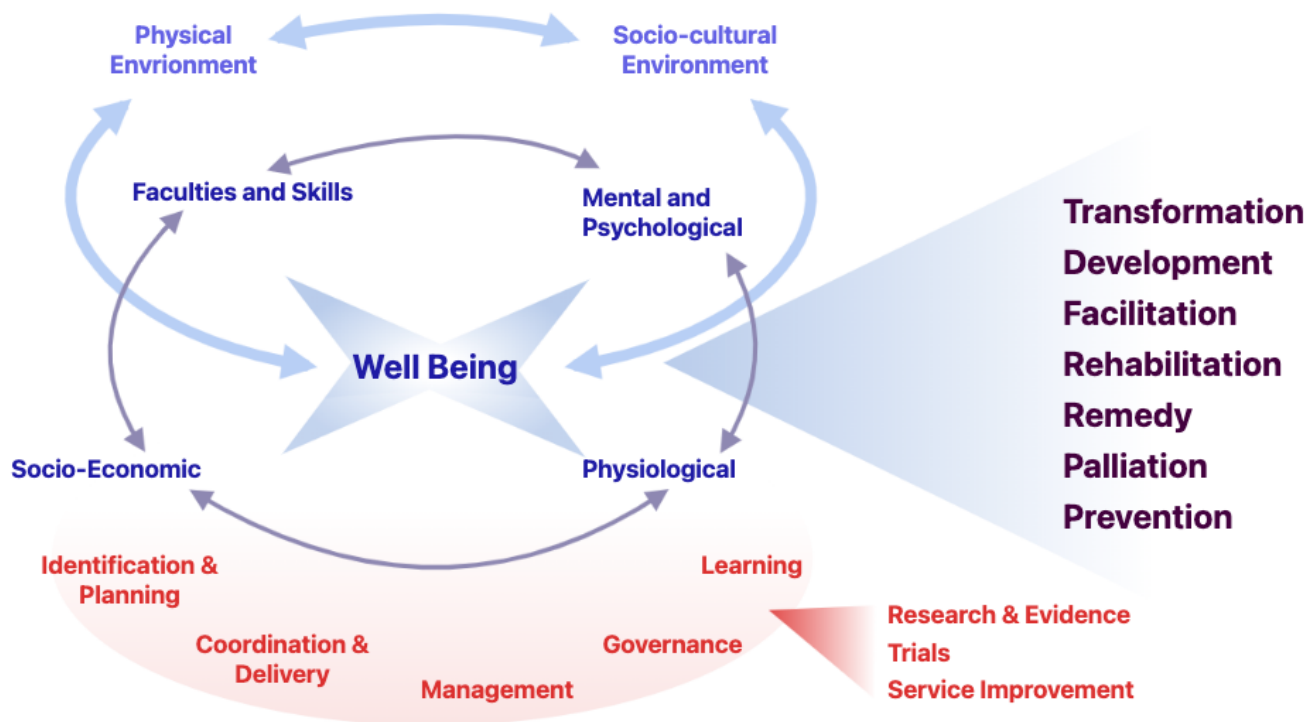 Physical
Envrionment
Socio-cultural
Environment
Faculties and Skills
Mental and
Psychological
Well Being
Socio-Economic
Physiological
Transformation
Development
Facilitation
Rehabilitation
Remedy
Palliation
Prevention
Identification &
Planning
Coordination &
Delivery
Management
Governance
Learning
Research & Evidence
Trials
Service Improvement